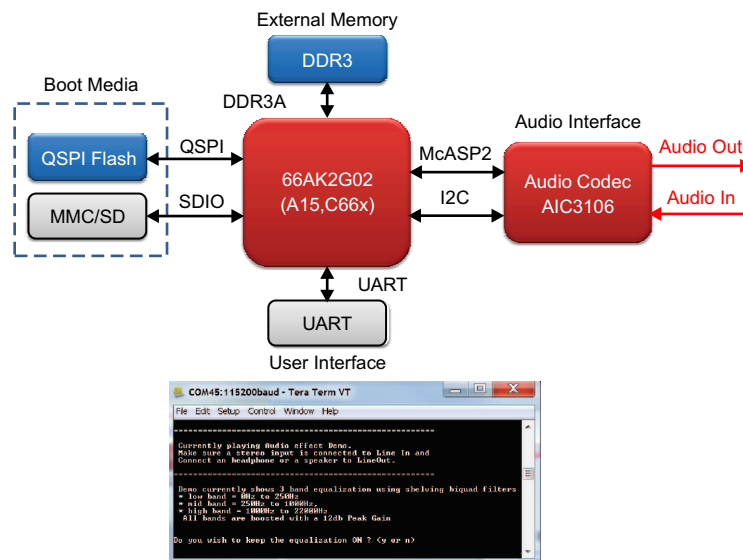 External Memory
DDR3
Boot Media
DDR3A
QSPI Flash
QSPI
MMC/SD
SDIO
66AK2G02
(A15,C66x)
McASP2
I2C
Audio Interface
Audio Codec
AIC3106
Audio Out
Audio In
UART
UART
User Interface
COM45:115200baud - Tera Term VT
File Edit Setup Control Window Help
Currently playing Audio effect Demo.
Make sure a stereo input is connected to Line In and
Connect an headphone or a speaker to LineOut.
Demo currently shows 3 band equalization using shelving biquad filters
* low band = 0Hz to 250Hz
* mid band = 250Hz to 1000Hz,
* high band = 1000Hz to 22000Hz
All bands are boosted with a 12db Peak Gain
Do you wish to keep the equalization ON ? (y or n)